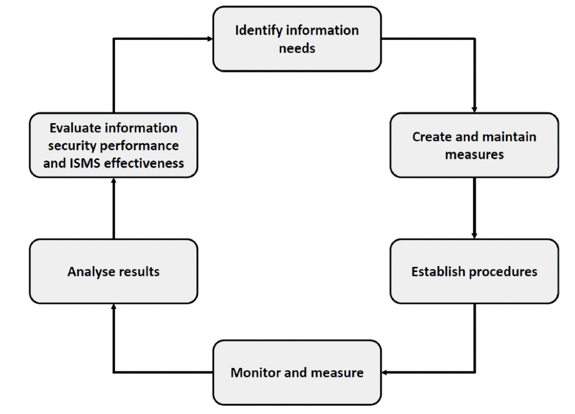 Identify information
needs
Create and maintain
measures
Establish procedures
Monitor and measure
Analyse results
Evaluate information
security performance
and ISMS effectiveness